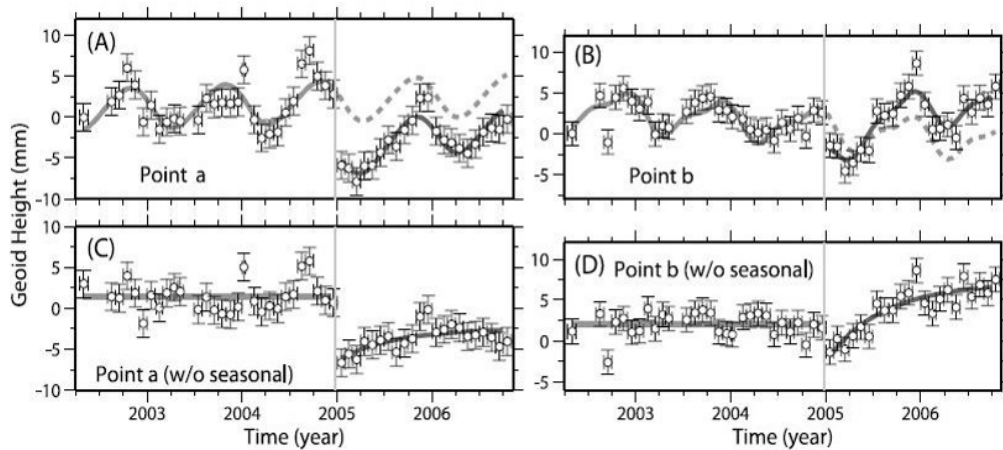 (A)
10
5
0
-5
-10
Point a
(B)
10
5
0
-5
Point b
Geoid Height (mm)
(C)
10
5
0
-5
-10
Point a (w/o seasonal)
2003 2004 2005 2006
Time (year)
(D) Point b (w/o seasonal)
10
5
0
-5
2003 2004 2005 2006
Time (year)